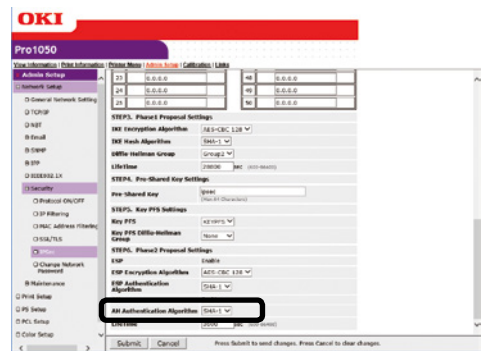 OKI
Pro1050
View Information | Print Information | Printer Menu | Admin Setup | Calibration | Links
Admin Setup
Network Setup
General Network Setting
TCP/IP
NBT
Email
SNMP
IPP
IEEE802.1X
Security
Protocol ON/OFF
IP Filtering
MAC Address Filtering
SSL/TLS
IPSec
Change Network
Password
Maintenance
Print Setup
PS Setup
PCL Setup
Color Setup
23 0.0.0.0 48 0.0.0.0
24 0.0.0.0 49 0.0.0.0
25 0.0.0.0 50 0.0.0.0
STEP3. Phase1 Proposal Settings
IKE Encryption Algorithm AES-CBC 128
IKE Hash Algorithm SHA-1
Diffie-Hellman Group Group2
LifeTime 28800 sec
STEP4. Pre-Shared Key Settings
Pre-Shared Key ipsec
STEP5. Key PFS Settings
Key PFS KEYPFS
Key PFS Diffie-Hellman None
Group
STEP6. Phase2 Proposal Settings
ESP Enable
ESP Encryption Algorithm AES-CBC 128
ESP Authentication SHA-1
Algorithm
AH Authentication Algorithm SHA-1
LifeTime 3600 sec
Submit Cancel Press Submit to send changes. Press Cancel to clear changes.